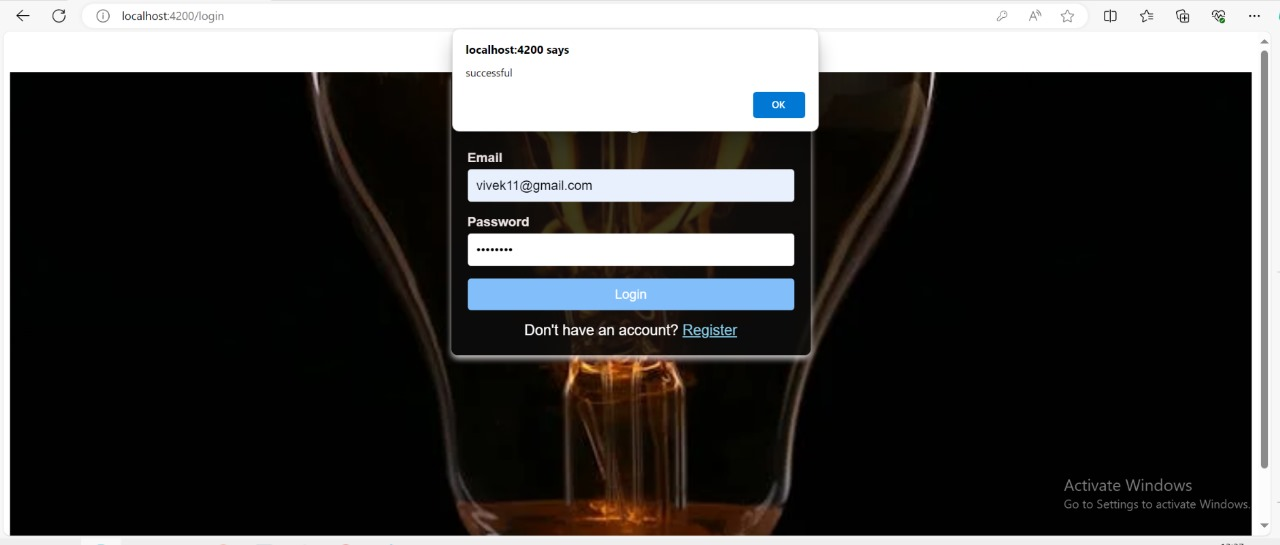 localhost:4200/login
localhost:4200 says
successful
OK
Email
vivek11@gmail.com
Password
Login
Don't have an account? Register
Activate Windows
Go to Settings to activate Windows.